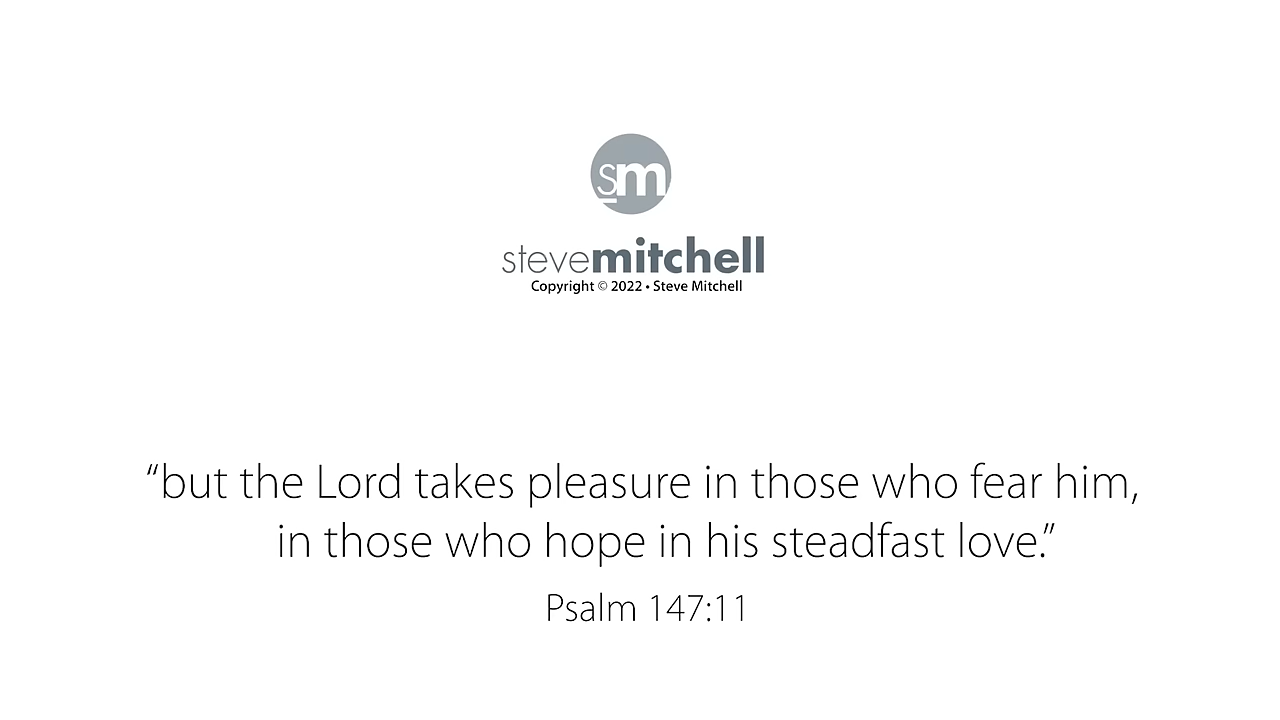 sm
stevemitchell
Copyright © 2022 • Steve Mitchell
“but the Lord takes pleasure in those who fear him,
in those who hope in his steadfast love.”
Psalm 147:11